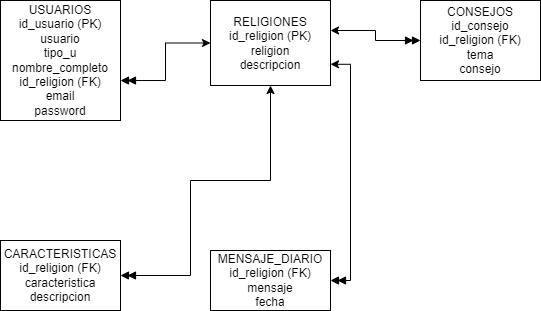 USUARIOS
id_usuario (PK)
usuario
tipo_u
nombre_completo
id_religion (FK)
email
password
RELIGIONES
id_religion (PK)
religion
descripcion
CONSEJOS
id_consejo
id_religion (FK)
tema
consejo
CARACTERISTICAS
id_religion (FK)
caracteristica
descripcion
MENSAJE_DIARIO
id_religion (FK)
mensaje
fecha